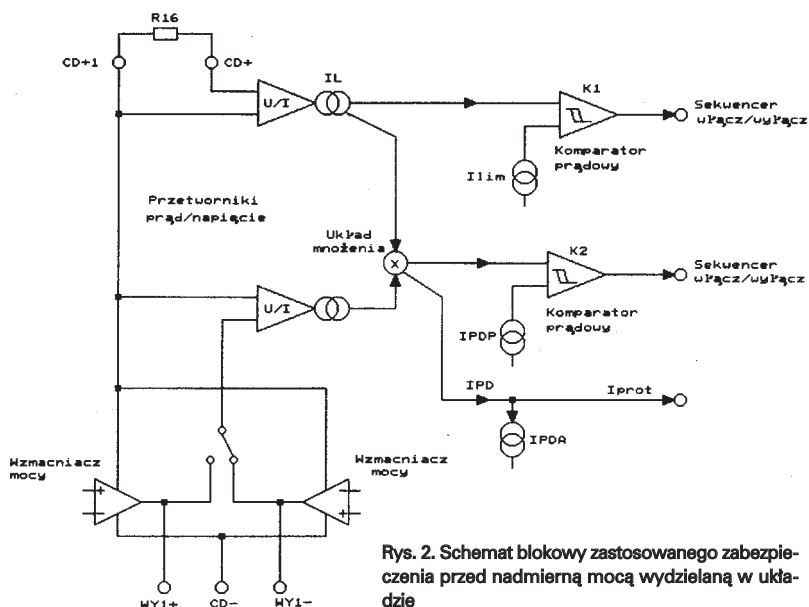 R16
CD+1
CD+
IL
U/I
K1
Sekwencer
włącz/wyłącz
Komparator
prądowy
Ilim
Przetworniki
prąd/napięcie
Układ
mnożenia
x
K2
Sekwencer
włącz/wyłącz
U/I
Komparator
prądowy
IPDP
IPD
Iprot
IPDA
Wzmacniacz
mocy
Wzmacniacz
mocy
WY1+
CD-
WY1-
Rys. 2. Schemat blokowy zastosowanego zabezpie-
czenia przed nadmierną mocą wydzielaną w ukła-
dzie